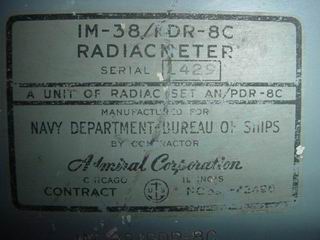 IM-38/PDR-8C
RADIACMETER
SERIAL 1429
A UNIT OF RADIAC SET AN/PDR-8C
MANUFACTURED FOR
NAVY DEPARTMENT-BUREAU OF SHIPS
BY CONTRACTOR
Admiral Corporation
CHICAGO ILLINOIS
CONTRACT